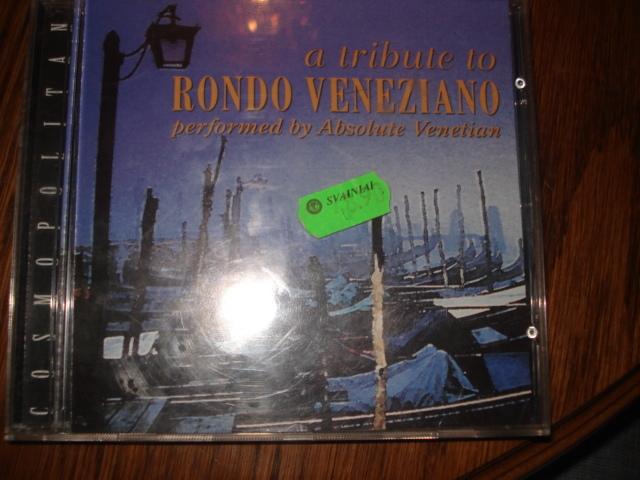 COSMOPOLITAN
a tribute to
RONDO VENEZIANO
performed by Absolute Venetian
SVAINIAI